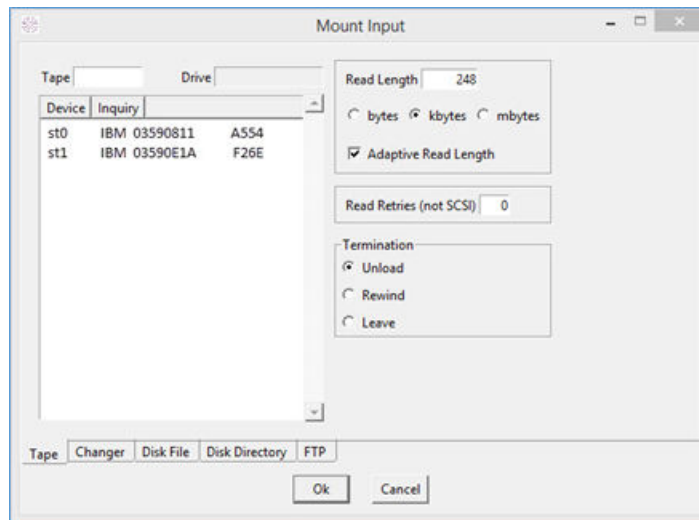 Mount Input
Tape Drive
Device Inquiry
st0 IBM 03590811 A554
st1 IBM 03590E1A F26E
Read Length 248
bytes kbytes mbytes
Adaptive Read Length
Read Retries (not SCSI) 0
Termination
Unload
Rewind
Leave
Tape Changer Disk File Disk Directory FTP
Ok Cancel